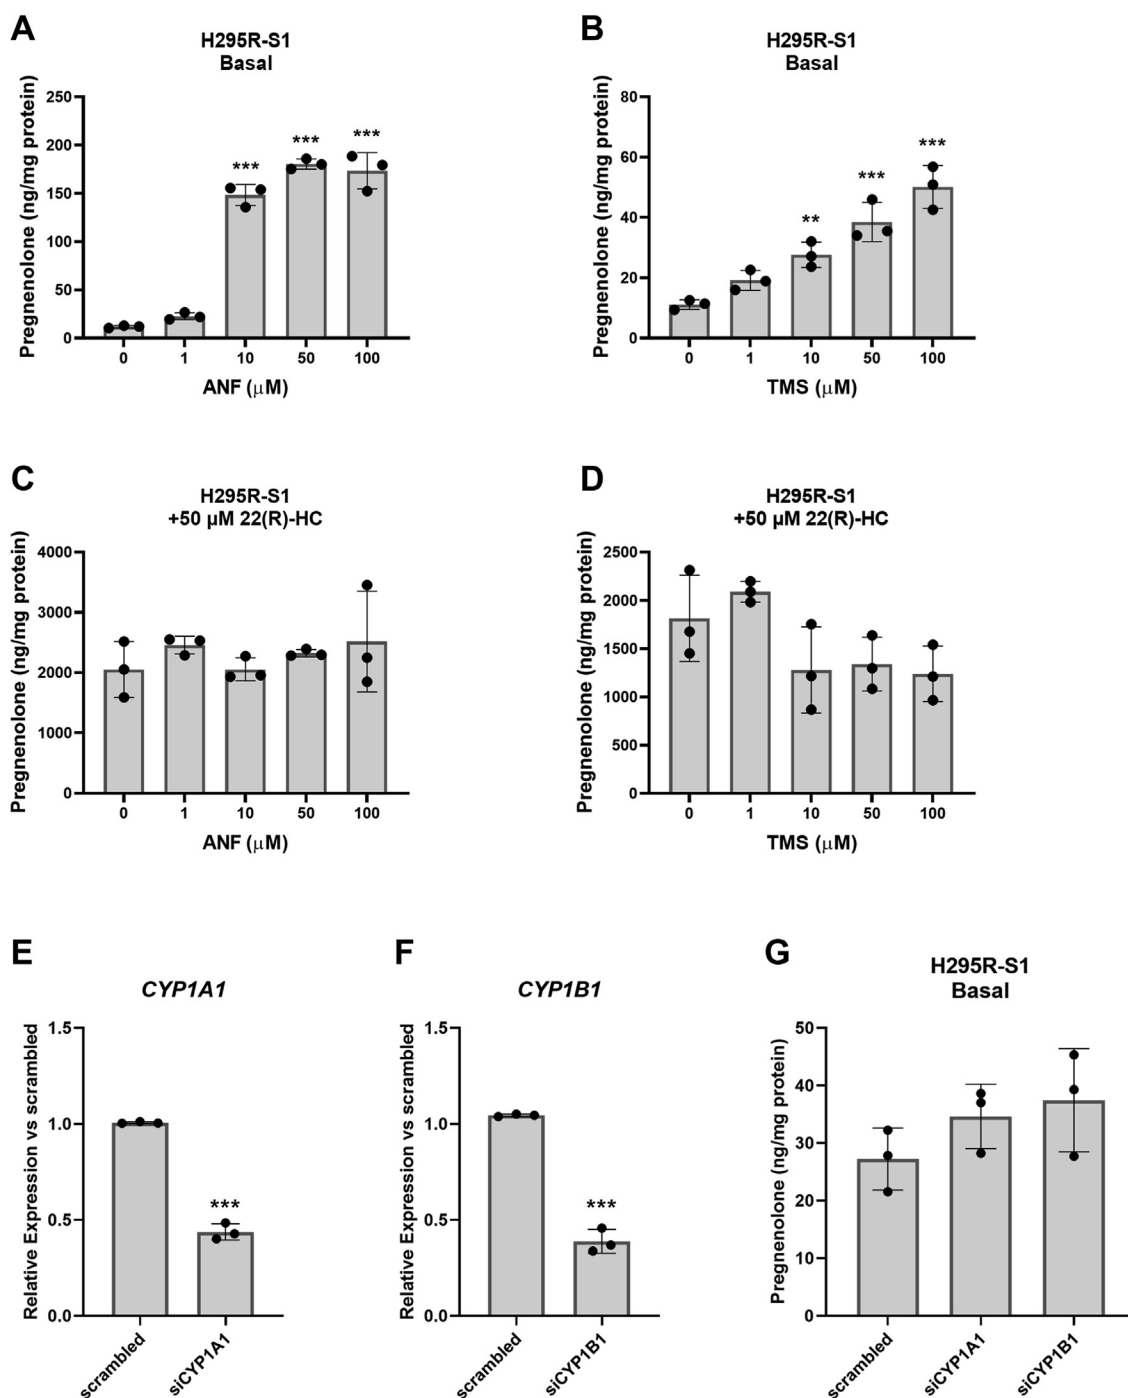 A
H295R-S1
Basal
Pregnenolone (ng/mg protein)
250
200
150
100
50
0
***
***
***
0 1 10 50 100
ANF (μM)
B
H295R-S1
Basal
Pregnenolone (ng/mg protein)
80
60
40
20
0
**
***
***
0 1 10 50 100
TMS (μM)
C
H295R-S1
+50 μM 22(R)-HC
Pregnenolone (ng/mg protein)
4000
3000
2000
1000
0
0 1 10 50 100
ANF (μM)
D
H295R-S1
+50 μM 22(R)-HC
Pregnenolone (ng/mg protein)
2500
2000
1500
1000
500
0
0 1 10 50 100
TMS (μM)
E
CYP1A1
Relative Expression vs scrambled
1.5
1.0
0.5
0.0
***
scrambled
siCYP1A1
F
CYP1B1
Relative Expression vs scrambled
1.5
1.0
0.5
0.0
***
scrambled
siCYP1B1
G
H295R-S1
Basal
Pregnenolone (ng/mg protein)
50
40
30
20
10
0
scrambled
siCYP1A1
siCYP1B1